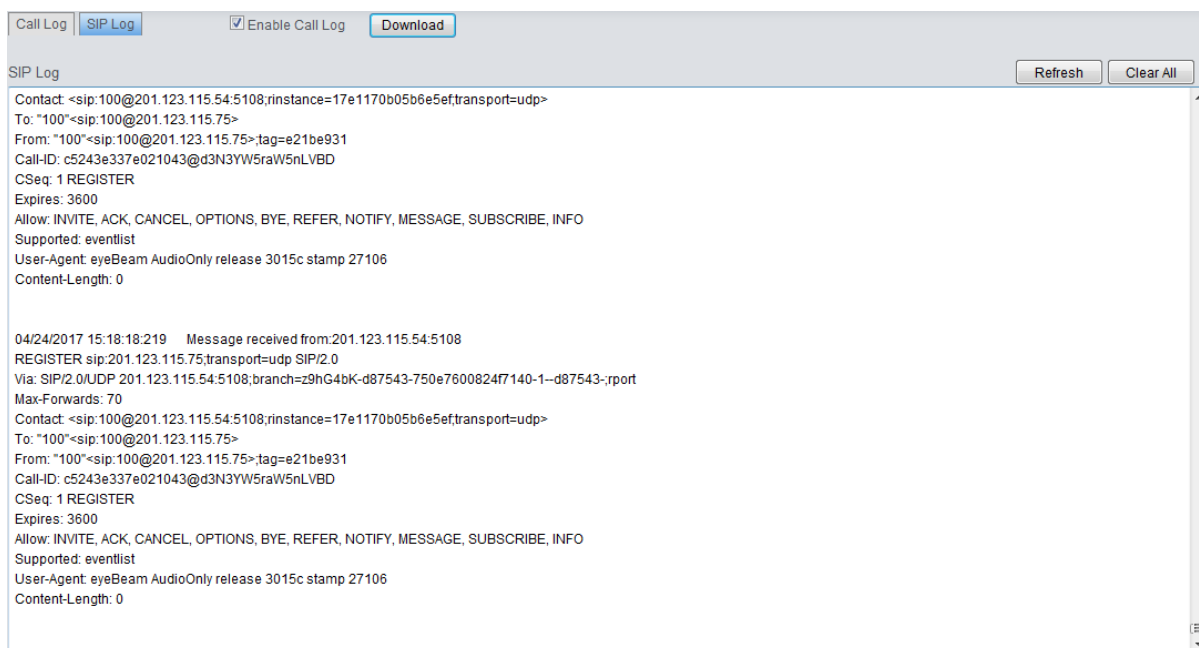 Call Log SIP Log Enable Call Log Download
SIP Log Refresh Clear All
Contact: <sip:100@201.123.115.54:5108;rinstance=17e1170b05b6e5ef;transport=udp>
To: "100"<sip:100@201.123.115.75>
From: "100"<sip:100@201.123.115.75>;tag=e21be931
Call-ID: c5243e337e021043@d3N3YW5raW5nLVBD
CSeq: 1 REGISTER
Expires: 3600
Allow: INVITE, ACK, CANCEL, OPTIONS, BYE, REFER, NOTIFY, MESSAGE, SUBSCRIBE, INFO
Supported: eventlist
User-Agent: eyeBeam AudioOnly release 3015c stamp 27106
Content-Length: 0
04/24/2017 15:18:18:219 Message received from:201.123.115.54:5108
REGISTER sip:201.123.115.75;transport=udp SIP/2.0
Via: SIP/2.0/UDP 201.123.115.54:5108;branch=z9hG4bK-d87543-750e7600824f7140-1--d87543-;rport
Max-Forwards: 70
Contact: <sip:100@201.123.115.54:5108;rinstance=17e1170b05b6e5ef;transport=udp>
To: "100"<sip:100@201.123.115.75>
From: "100"<sip:100@201.123.115.75>;tag=e21be931
Call-ID: c5243e337e021043@d3N3YW5raW5nLVBD
CSeq: 1 REGISTER
Expires: 3600
Allow: INVITE, ACK, CANCEL, OPTIONS, BYE, REFER, NOTIFY, MESSAGE, SUBSCRIBE, INFO
Supported: eventlist
User-Agent: eyeBeam AudioOnly release 3015c stamp 27106
Content-Length: 0